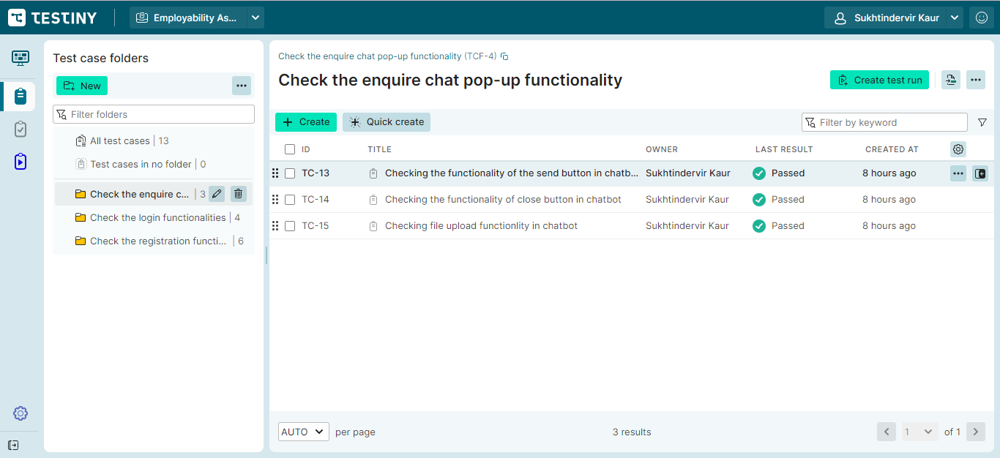 TESTINY
Employability As...
Sukhtindervir Kaur
Test case folders
New
Filter folders
All test cases | 13
Test cases in no folder | 0
Check the enquire c... | 3
Check the login functionalities | 4
Check the registration functi... | 6
Check the enquire chat pop-up functionality (TCF-4)
Check the enquire chat pop-up functionality
Create test run
Create
Quick create
Filter by keyword
ID TITLE OWNER LAST RESULT CREATED AT
TC-13 Checking the functionality of the send button in chatb... Sukhtindervir Kaur Passed 8 hours ago
TC-14 Checking the functionality of close button in chatbot Sukhtindervir Kaur Passed 8 hours ago
TC-15 Checking file upload functionlity in chatbot Sukhtindervir Kaur Passed 8 hours ago
AUTO per page 3 results 1 of 1